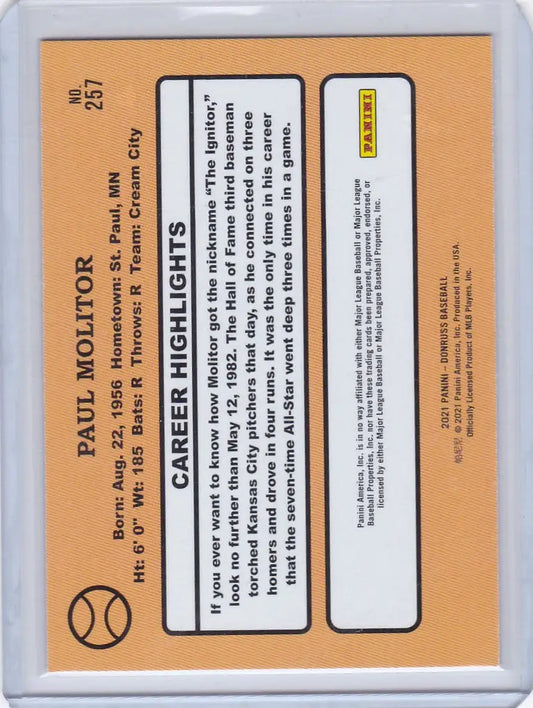 NO.
257
PAUL MOLITOR
Born: Aug. 22, 1956 Hometown: St. Paul, MN
Ht: 6' 0" Wt: 185 Bats: R Throws: R Team: Cream City
CAREER HIGHLIGHTS
If you ever want to know how Molitor got the nickname "The Ignitor,"
look no further than May 12, 1982. The Hall of Fame third baseman
torched Kansas City pitchers that day, as he connected on three
homers and drove in four runs. It was the only time in his career
that the seven-time All-Star went deep three times in a game.
PANINI
Panini America, Inc. is in no way affiliated with either Major League Baseball or Major League
Baseball Properties, Inc. nor have these trading cards been prepared, approved, endorsed, or
licensed by either Major League Baseball or Major League Baseball Properties, Inc.
2021 PANINI – DONRUSS BASEBALL
帕尼尼 © 2021 Panini America, Inc. Produced in the USA.
Officially Licensed Product of MLB Players, Inc.